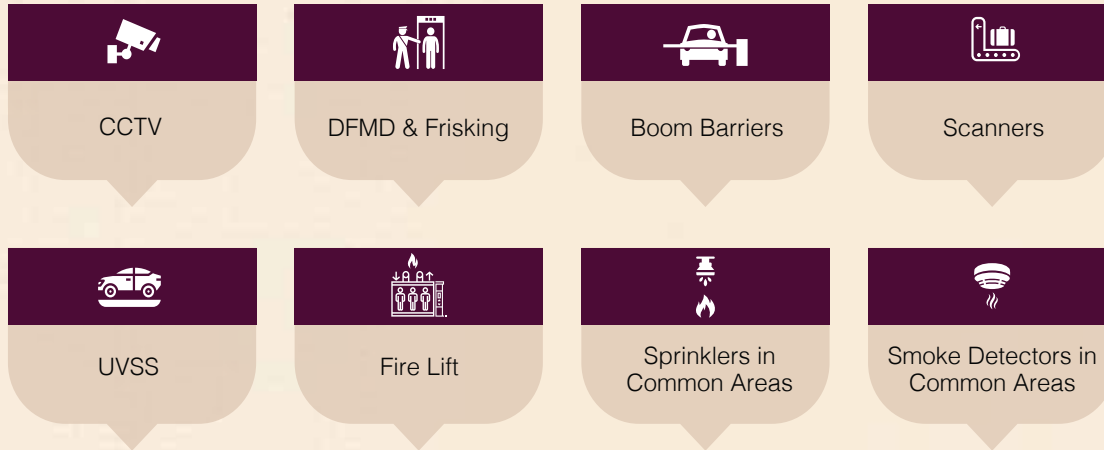 CCTV
DFMD & Frisking
Boom Barriers
Scanners
UVSS
Fire Lift
Sprinklers in
Common Areas
Smoke Detectors in
Common Areas